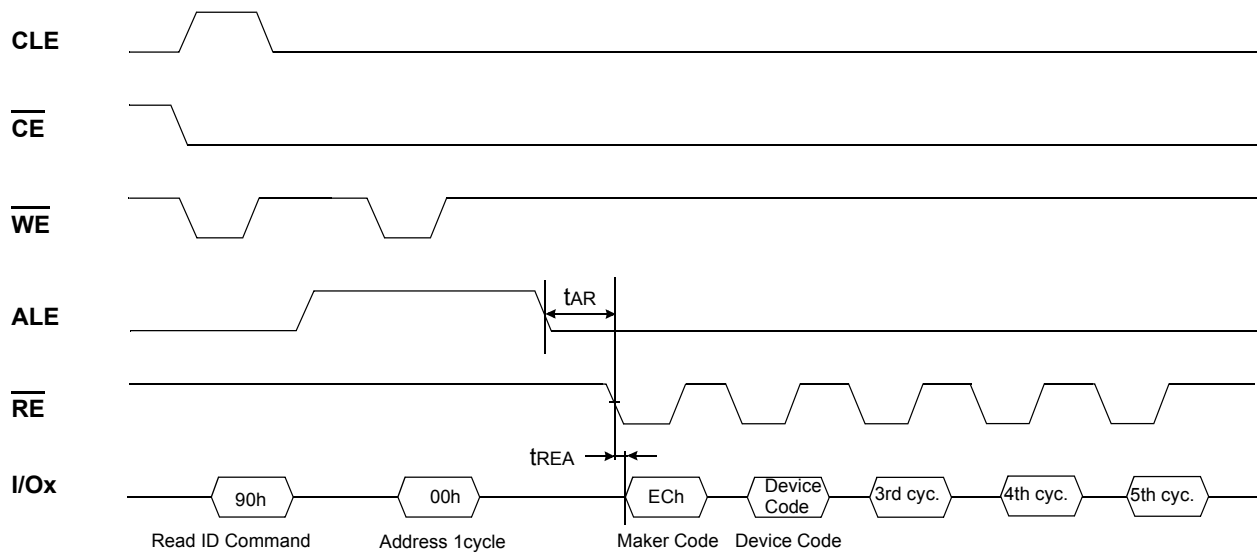 CLE
CE
WE
ALE
tAR
RE
tREA
I/Ox
90h
00h
ECh
Device
Code
3rd cyc.
4th cyc.
5th cyc.
Read ID Command
Address 1cycle
Maker Code
Device Code